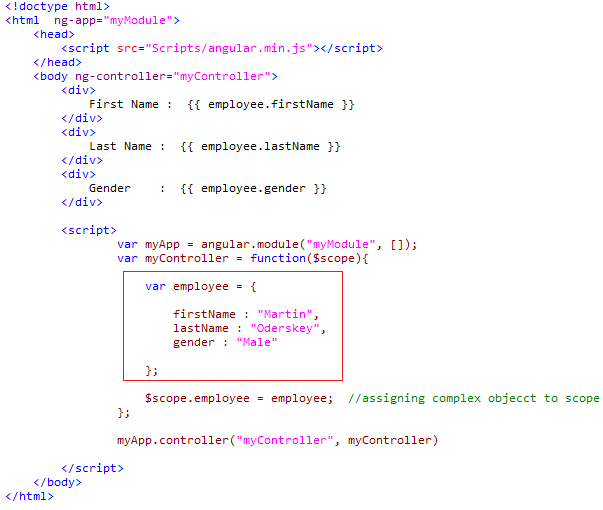 <!doctype html>
<html  ng-app="myModule">
    <head>
        <script src="Scripts/angular.min.js"></script>
    </head>
    <body ng-controller="myController">
        <div>
            First Name :  {{ employee.firstName }}
        </div>
        <div>
            Last Name :  {{ employee.lastName }}
        </div>
        <div>
            Gender    :  {{ employee.gender }}
        </div>

        <script>
                var myApp = angular.module("myModule", []);
                var myController = function($scope){

                    var employee = {

                        firstName : "Martin",
                        lastName : "Oderskey",
                        gender : "Male"

                    };

                    $scope.employee = employee;  //assigning complex objecct to scope
                };

                myApp.controller("myController", myController)

        </script>
    </body>
</html>